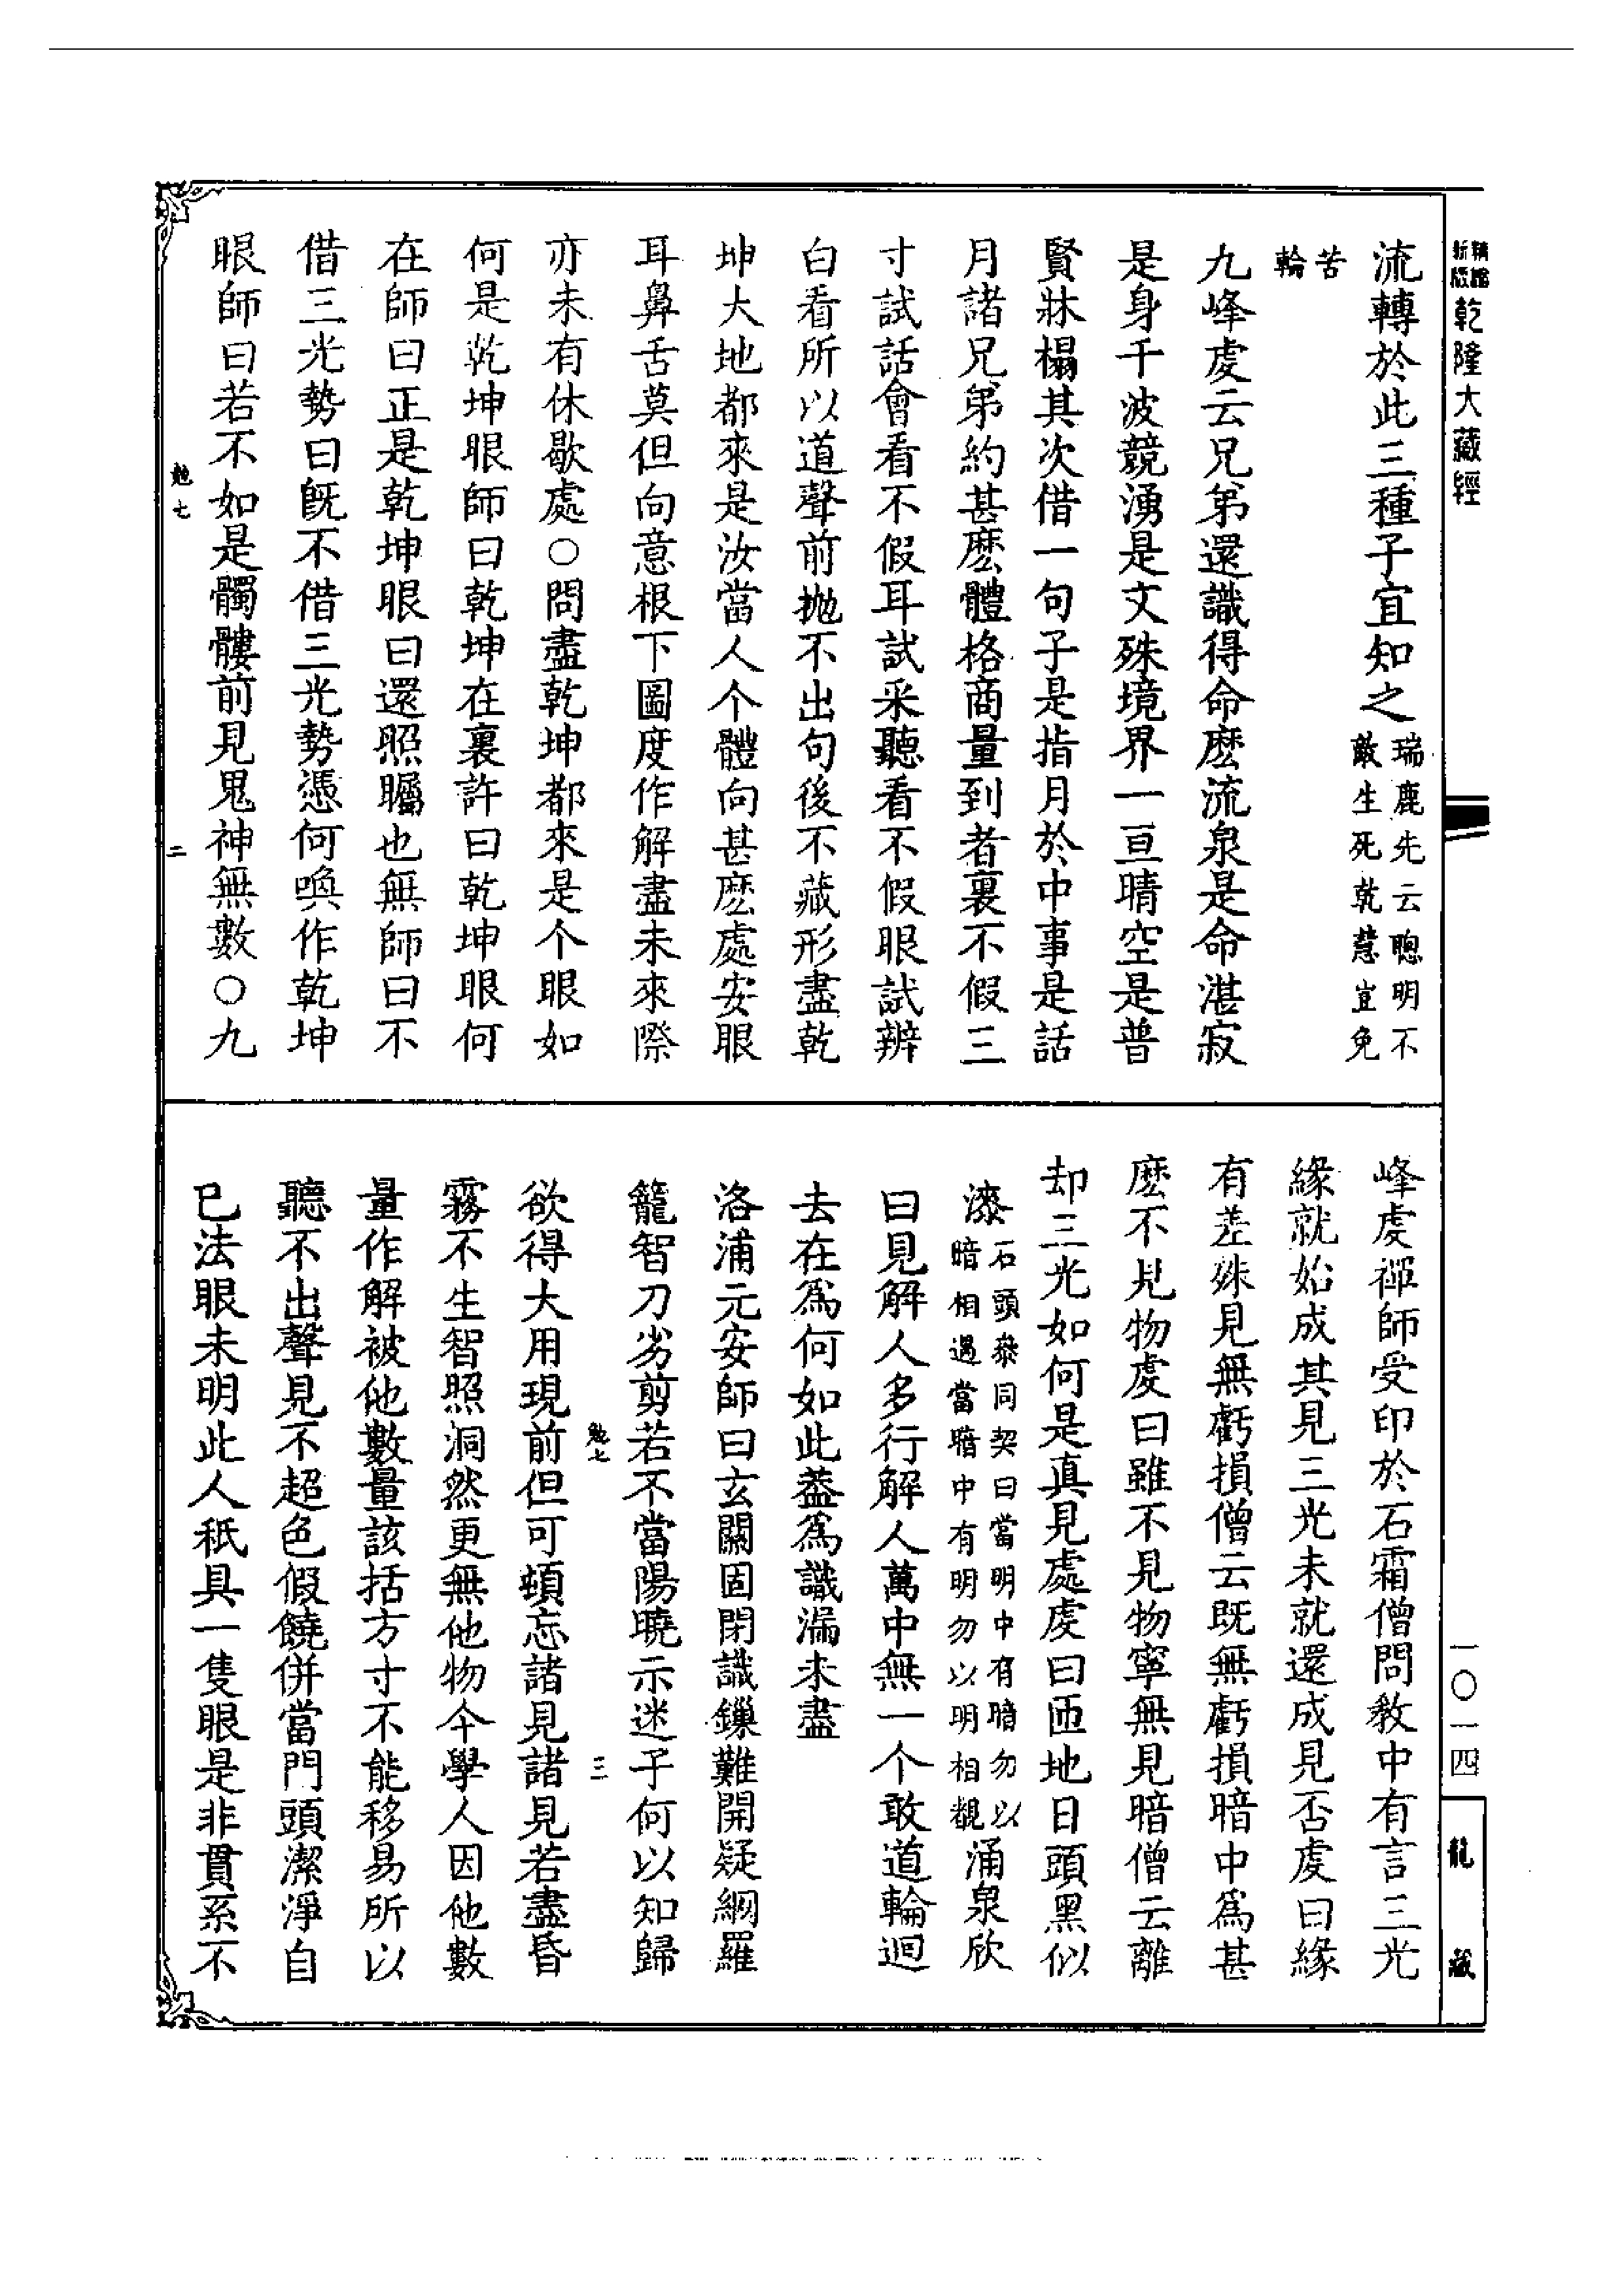 新版 精縮 乾隆大藏經
流轉於此三種子宜知之瑞鹿先云聰明不敵生死乾慧豈免
苦輪
九峰虔云兄弟還識得命麽流泉是命湛寂
是身千波競湧是文殊境界一亘晴空是普
賢牀榻其次借一句子是指月於中事是話
月諸兄弟約甚麽體格商量到者裏不假三
寸試話會看不假耳試采聽看不假眼試辨
白看所以道聲前拋不出句後不藏形盡乾
坤大地都來是汝當人个體向甚麽處安眼
耳鼻舌莫但向意根下圖度作解盡未來際
亦未有休歇處○問盡乾坤都來是个眼如
何是乾坤眼師曰乾坤在裏許曰乾坤眼何
在師曰正是乾坤眼曰還照矚也無師曰不
借三光勢曰既不借三光勢憑何喚作乾坤
眼師曰若不如是髑髏前見鬼神無數○九
勉七
二
峰虔禪師受印於石霜僧問教中有言三光
緣就始成其見三光未就還成見否虔曰緣
有差殊見無虧損僧云既無虧損暗中為甚
麽不見物虔曰雖不見物寧無見暗僧云離
却三光如何是真見處虔曰匝地日頭黑似
漆石頭叅同契曰當明中有暗勿以暗相遇當暗中有明勿以明相覩涌泉欣
曰見解人多行解人萬中無一个敢道輪迴
去在為何如此蓋為識漏未盡
洛浦元安師曰玄關固閉識鏁難開疑網羅
籠智刀劣剪若不當陽曉示迷子何以知歸
勉七
三
欲得大用現前但可頓忘諸見諸見若盡昏
霧不生智照洞然更無他物今學人因他數
量作解被他數量該括方寸不能移易所以
聽不出聲見不超色假饒併當門頭潔淨自
已法眼未明此人秖具一隻眼是非貫系不
一〇一四
龍藏